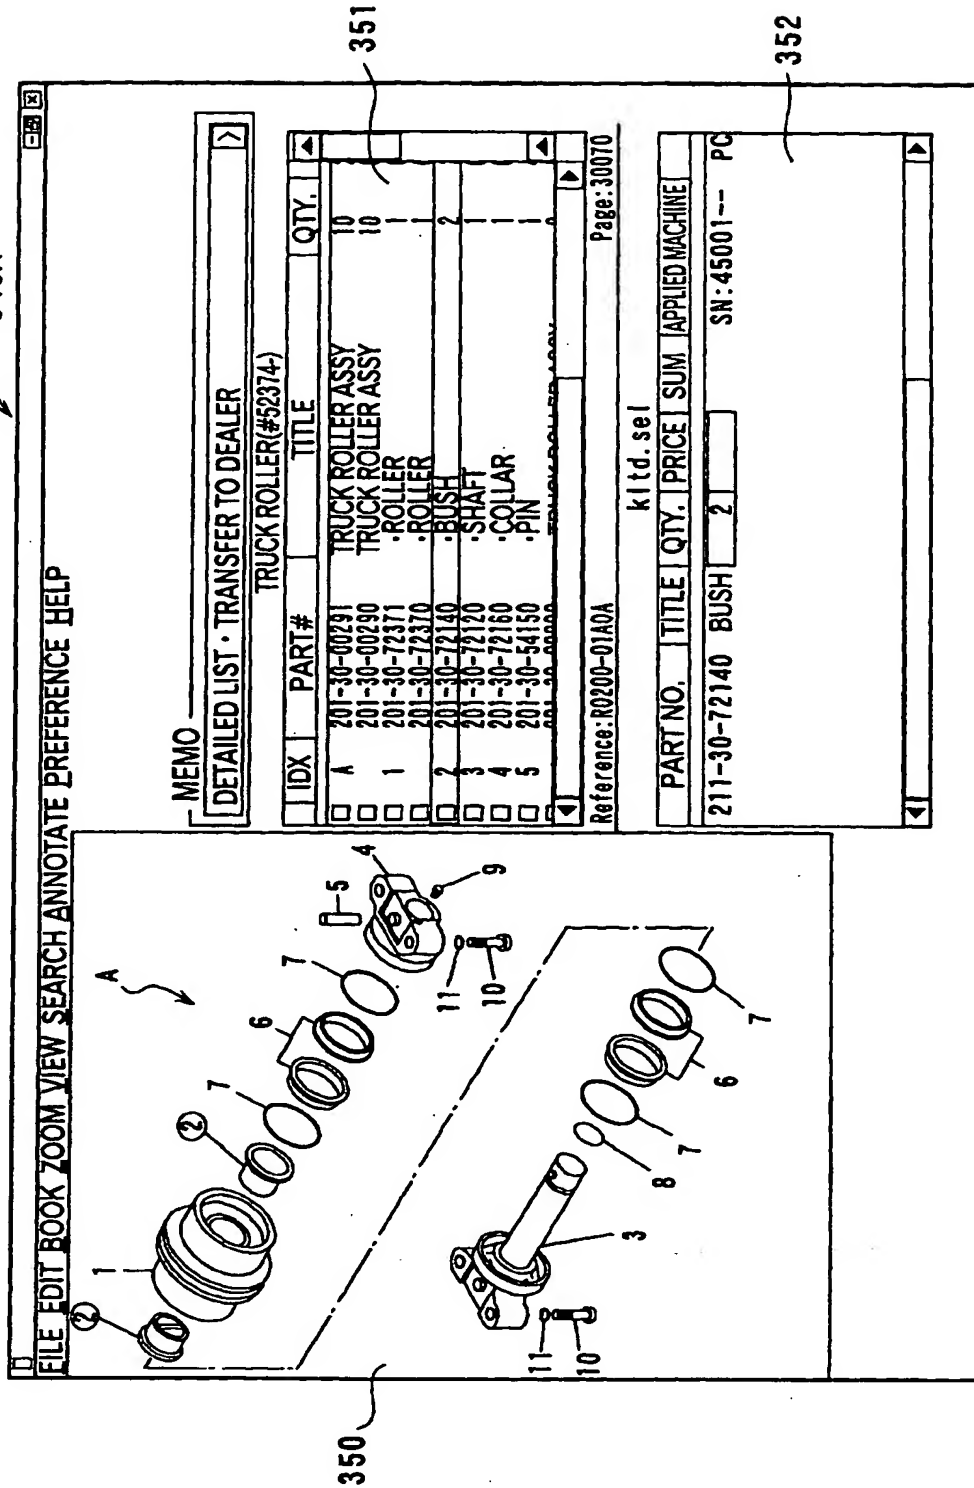 FILE EDIT BOOK ZOOM VIEW SEARCH ANNOTATE PREFERENCE HELP
A
1
2
2
7
6
7
5
4
9
11
10
3
8
7
6
7
11
10
350
MEMO
DETAILED LIST・TRANSFER TO DEALER
TRUCK ROLLER(#52374-)
IDX PART# TITLE QTY.
A 201-30-00291 TRUCK ROLLER ASSY 10
201-30-00290 TRUCK ROLLER ASSY 10
1 201-30-72371 ・ROLLER 1
201-30-72370 ・ROLLER 1
2 201-30-72140 ・BUSH 2
3 201-30-72120 ・SHAFT 1
4 201-30-72160 ・COLLAR 1
5 201-30-54150 ・PIN 1
Reference:R0200-01A0A Page:30070
351
kltd.sel
PART NO. TITLE QTY. PRICE SUM APPLIED MACHINE
211-30-72140 BUSH 2 SN:45001-- PC
352